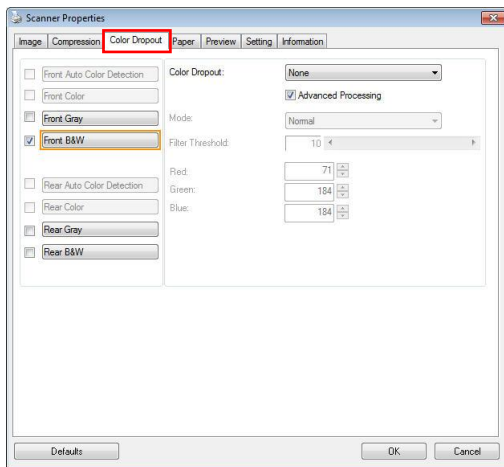 Scanner Properties
Image Compression Color Dropout Paper Preview Setting Information
Front Auto Color Detection
Front Color
Front Gray
Front B&W
Rear Auto Color Detection
Rear Color
Rear Gray
Rear B&W
Color Dropout: None
Advanced Processing
Mode: Normal
Filter Threshold: 10
Red: 71
Green: 184
Blue: 184
Defaults OK Cancel